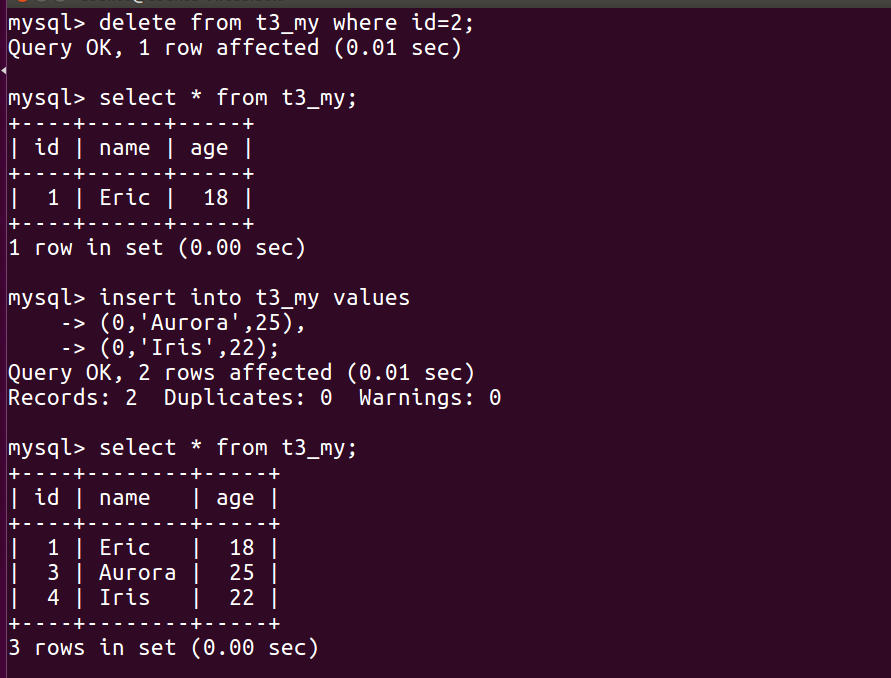 mysql> delete from t3_my where id=2;
Query OK, 1 row affected (0.01 sec)
mysql> select * from t3_my;
+----+------+-----+
| id | name | age |
+----+------+-----+
|  1 | Eric |  18 |
+----+------+-----+
1 row in set (0.00 sec)
mysql> insert into t3_my values
    -> (0,'Aurora',25),
    -> (0,'Iris',22);
Query OK, 2 rows affected (0.01 sec)
Records: 2  Duplicates: 0  Warnings: 0
mysql> select * from t3_my;
+----+--------+-----+
| id | name   | age |
+----+--------+-----+
|  1 | Eric   |  18 |
|  3 | Aurora |  25 |
|  4 | Iris   |  22 |
+----+--------+-----+
3 rows in set (0.00 sec)